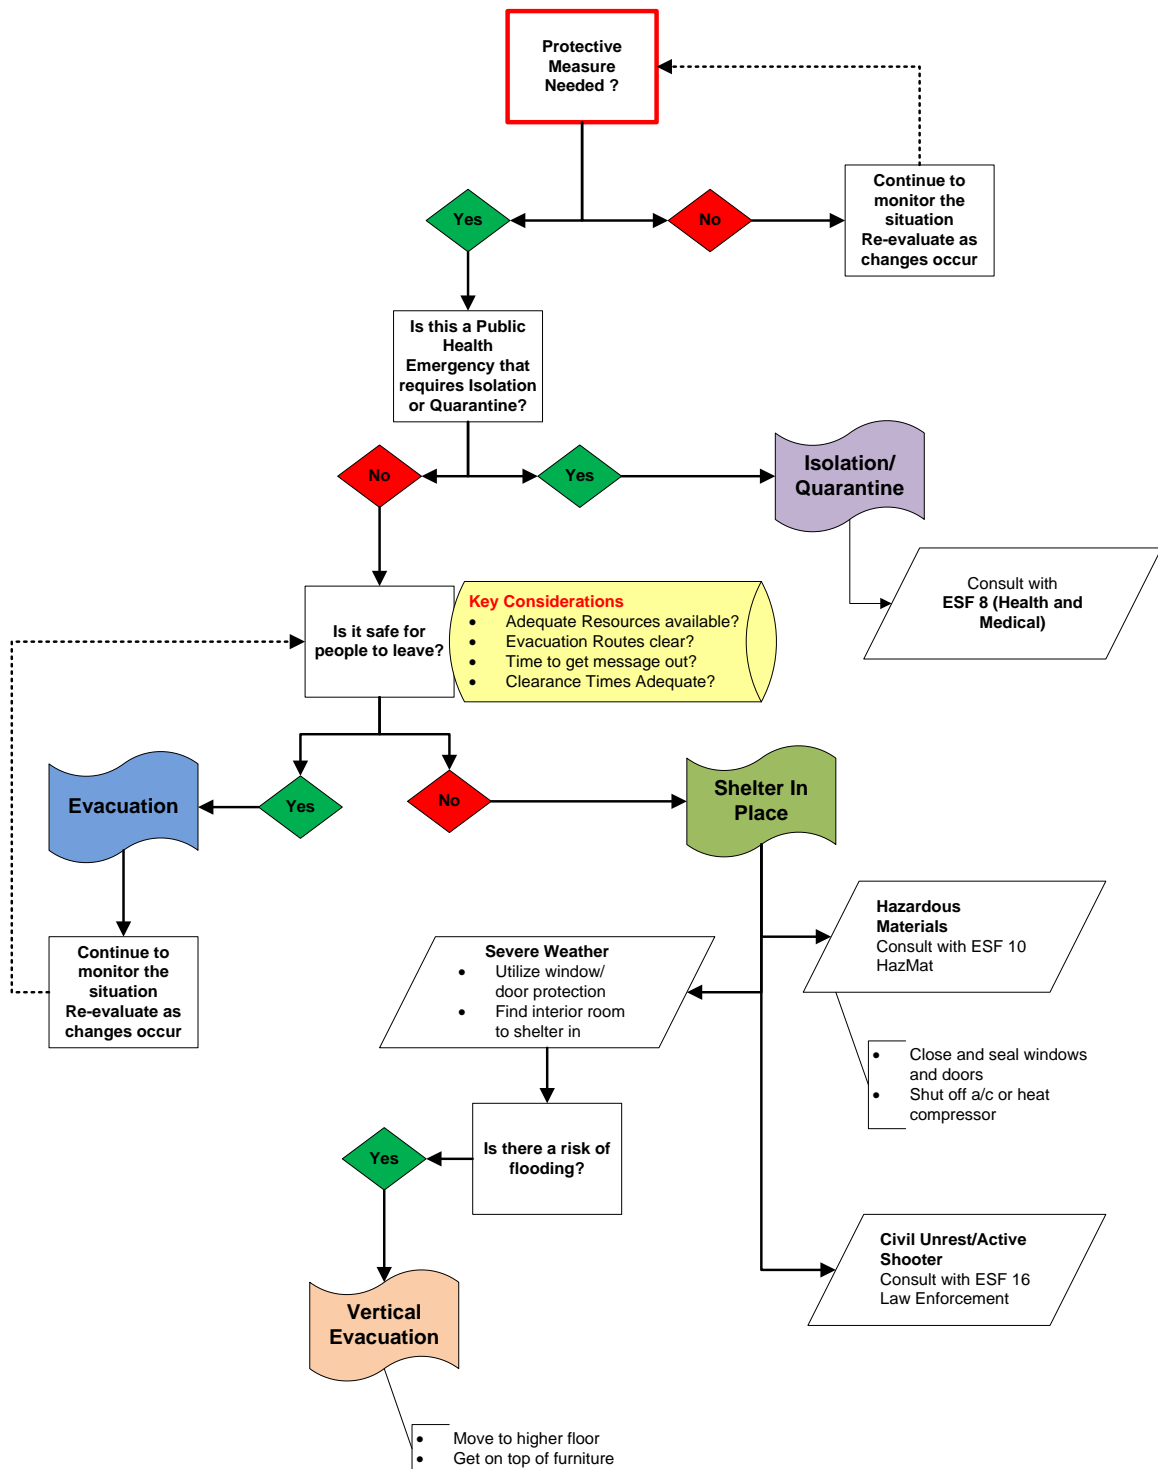 Protective
Measure
Needed ?
Yes
No
Continue to
monitor the
situation
Re-evaluate as
changes occur
Is this a Public
Health
Emergency that
requires Isolation
or Quarantine?
No
Yes
Isolation/
Quarantine
Consult with
ESF 8 (Health and
Medical)
Is it safe for
people to leave?
Key Considerations
• Adequate Resources available?
• Evacuation Routes clear?
• Time to get message out?
• Clearance Times Adequate?
Evacuation
Yes
No
Shelter In
Place
Continue to
monitor the
situation
Re-evaluate as
changes occur
Severe Weather
• Utilize window/
door protection
• Find interior room
to shelter in
Hazardous
Materials
Consult with ESF 10
HazMat
• Close and seal windows
and doors
• Shut off a/c or heat
compressor
Yes
Is there a risk of
flooding?
Civil Unrest/Active
Shooter
Consult with ESF 16
Law Enforcement
Vertical
Evacuation
• Move to higher floor
• Get on top of furniture